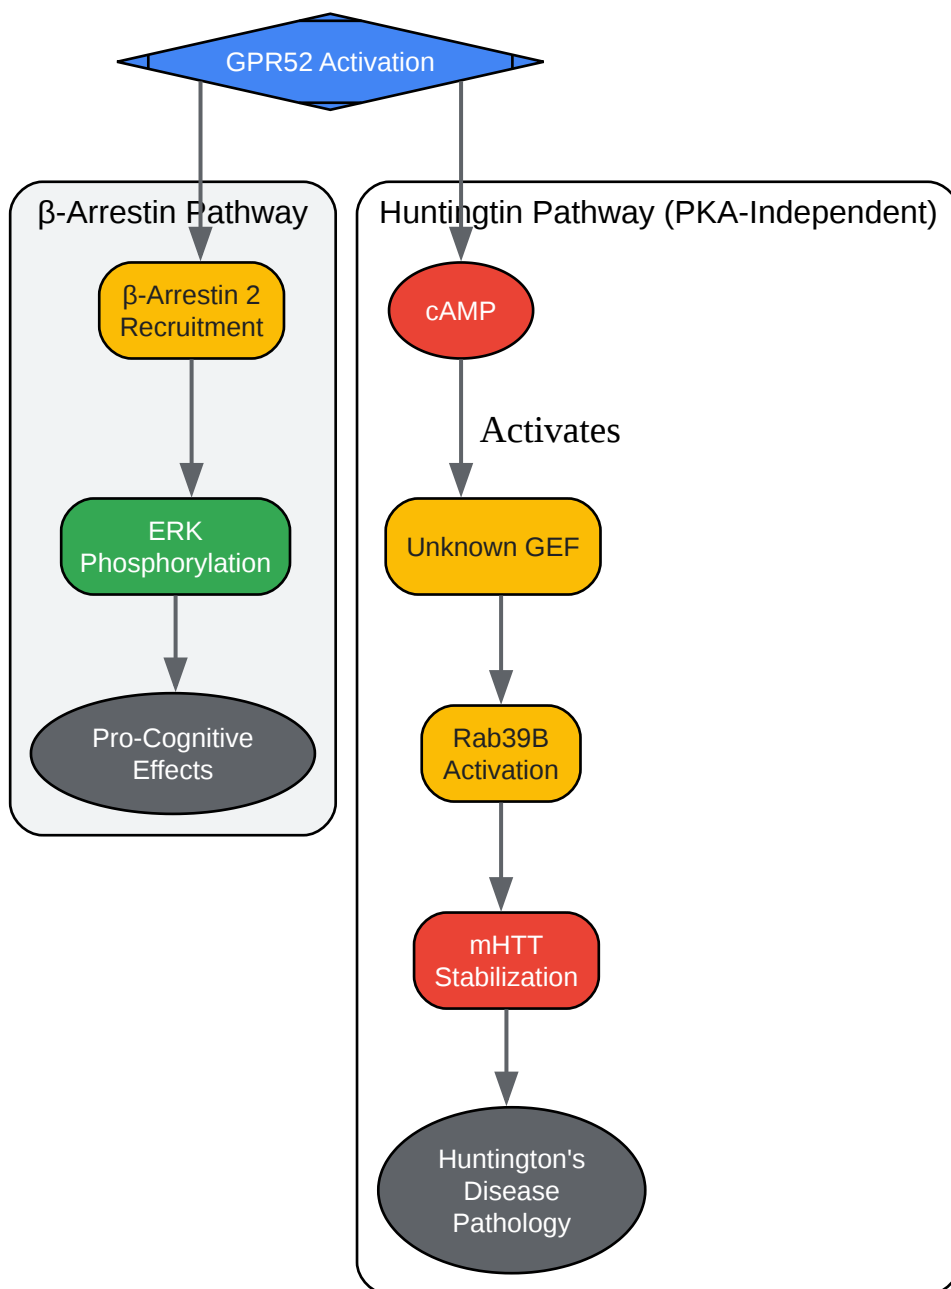 GPR52 Activation
β-Arrestin Pathway
β-Arrestin 2
Recruitment
ERK
Phosphorylation
Pro-Cognitive
Effects
Huntingtin Pathway (PKA-Independent)
cAMP
Activates
Unknown GEF
Rab39B
Activation
mHTT
Stabilization
Huntington's
Disease
Pathology